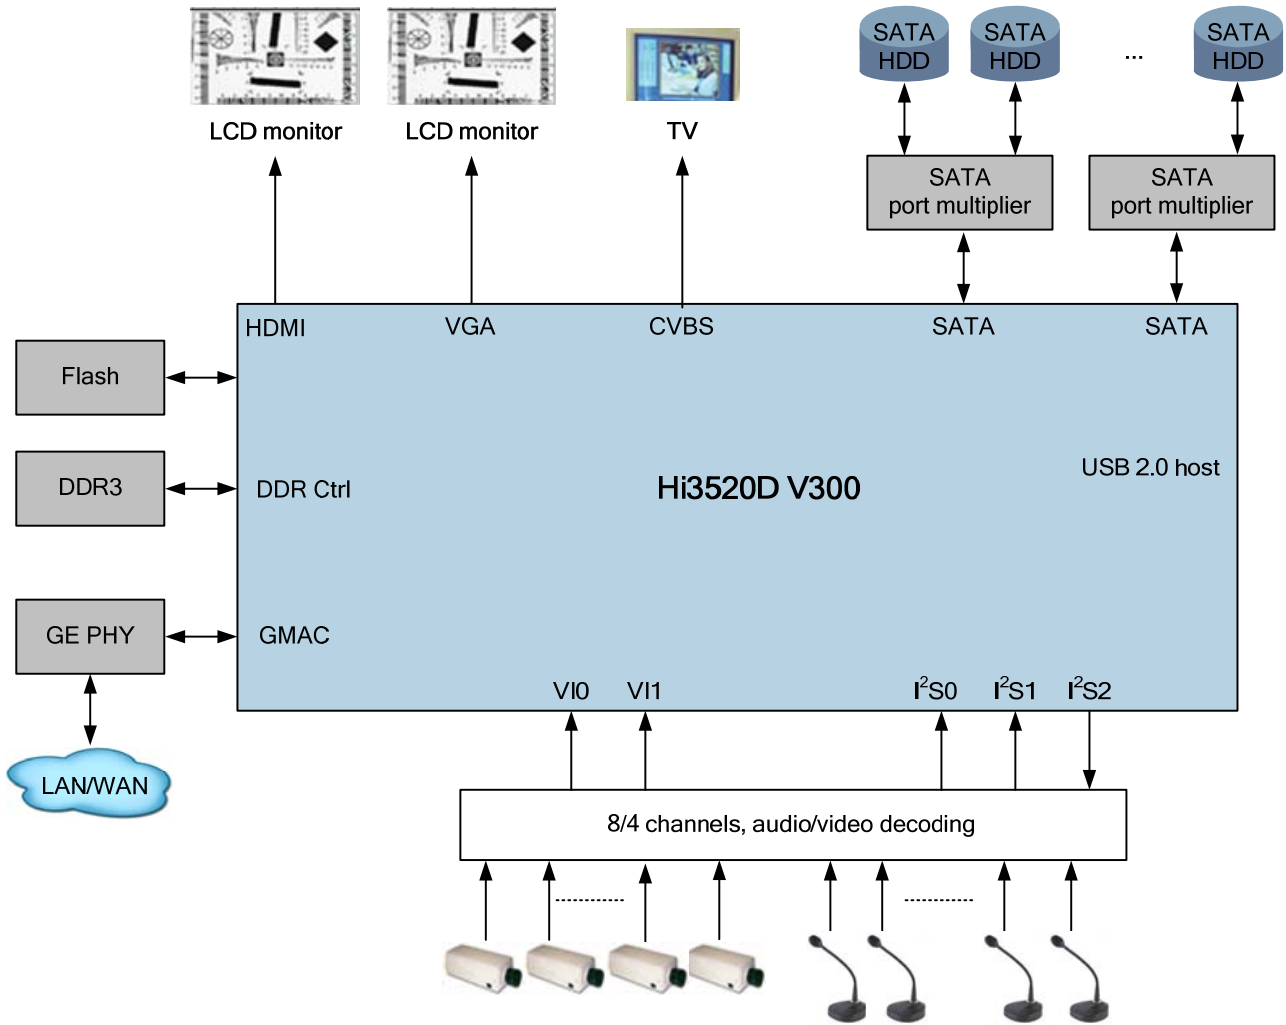 SATA
HDD
SATA
HDD
...
SATA
HDD
LCD monitor
LCD monitor
TV
SATA
port multiplier
SATA
port multiplier
HDMI
VGA
CVBS
SATA
SATA
Flash
DDR3
DDR Ctrl
Hi3520D V300
USB 2.0 host
GE PHY
GMAC
VI0
VI1
I²S0
I²S1
I²S2
LAN/WAN
8/4 channels, audio/video decoding